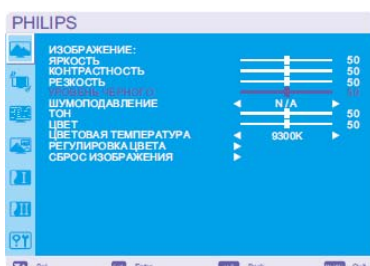 PHILIPS
ИЗОБРАЖЕНИЕ:
ЯРКОСТЬ 50
КОНТРАСТНОСТЬ 50
РЕЗКОСТЬ 50
УРОВЕНЬ ЧЕРНОГО 50
ШУМОПОДАВЛЕНИЕ N/A
ТОН 50
ЦВЕТ 50
ЦВЕТОВАЯ ТЕМПЕРАТУРА 9300K
РЕГУЛИРОВКА ЦВЕТА
СБРОС ИЗОБРАЖЕНИЯ